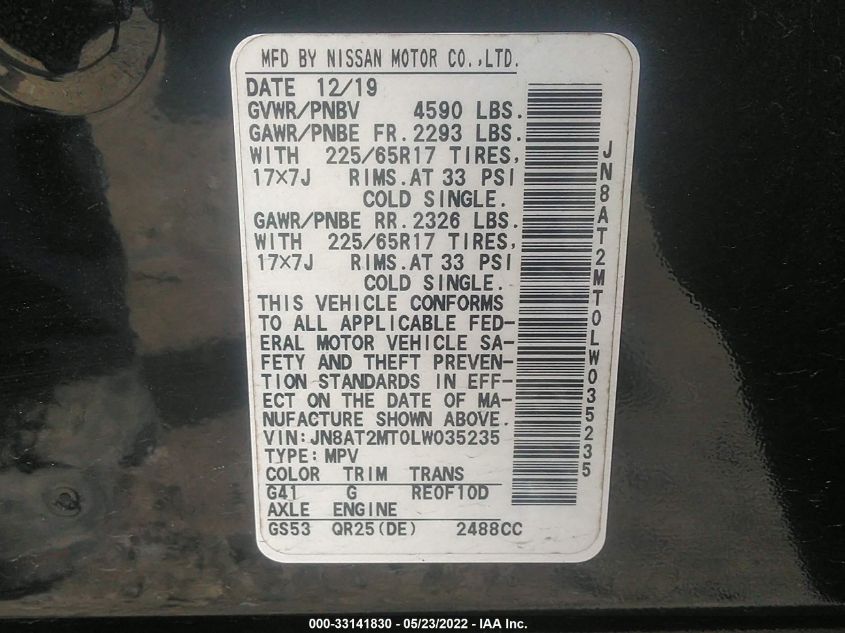 MFD BY NISSAN MOTOR CO.,LTD.
DATE 12/19
GVWR/PNBV 4590 LBS.
GAWR/PNBE FR.2293 LBS.
WITH 225/65R17 TIRES,
17×7J RIMS.AT 33 PSI
COLD SINGLE.
GAWR/PNBE RR.2326 LBS.
WITH 225/65R17 TIRES,
17×7J RIMS.AT 33 PSI
COLD SINGLE.
THIS VEHICLE CONFORMS
TO ALL APPLICABLE FED-
ERAL MOTOR VEHICLE SA-
FETY AND THEFT PREVEN-
TION STANDARDS IN EFF-
ECT ON THE DATE OF MA-
NUFACTURE SHOWN ABOVE.
VIN:JN8AT2MT0LW035235
TYPE:MPV
COLOR TRIM TRANS
G41 G RE0F10D
AXLE ENGINE
GS53 QR25(DE) 2488CC
JN8AT2MT0LW035235
000-33141830 - 05/23/2022 - IAA Inc.